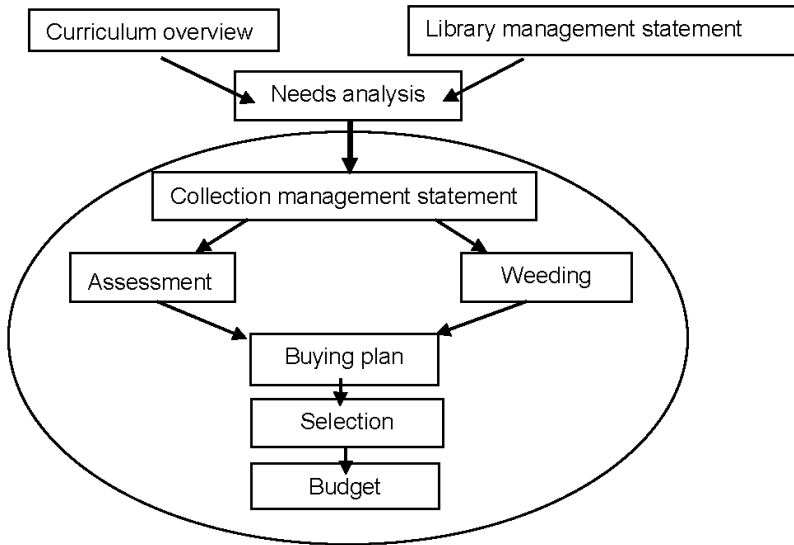 Curriculum overview
Library management statement
Needs analysis
Collection management statement
Assessment
Weeding
Buying plan
Selection
Budget